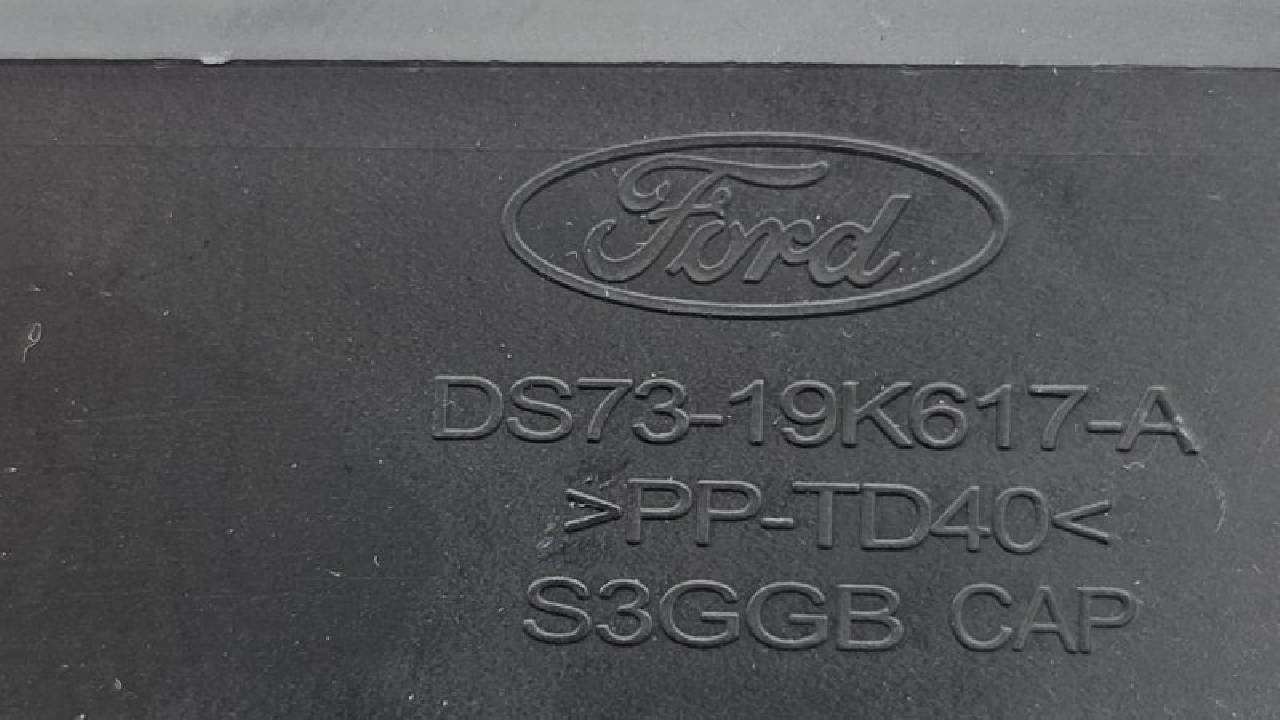 Ford
DS73-19K617-A
>PP-TD40<
S3GGB CAP